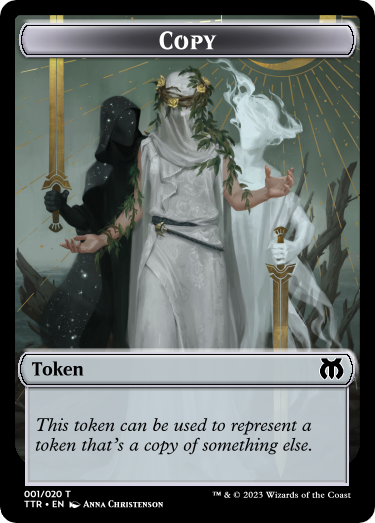 Copy
Token
This token can be used to represent a
token that's a copy of something else.
001/020 T
TTR • EN Anna Christenson
™ & © 2023 Wizards of the Coast